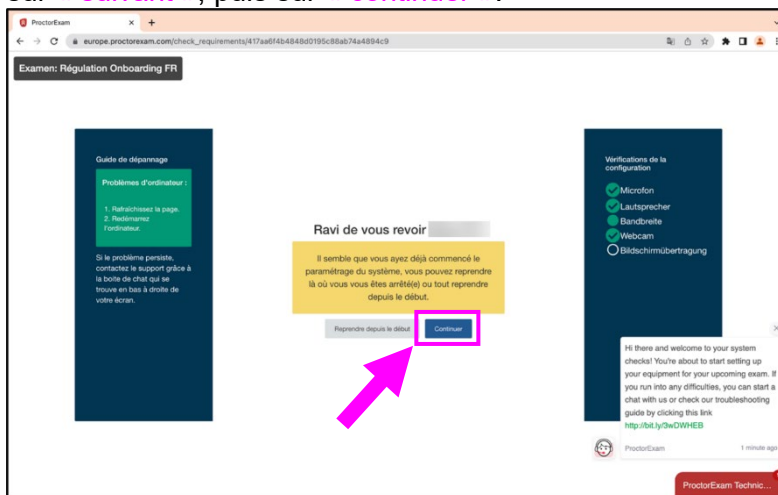 ProctorExam
europe.proctorexam.com/check_requirements/417aa6f4b4848d0195c88ab74a4894c9
Examen: Régulation Onboarding FR
Guide de dépannage
Problèmes d'ordinateur :
1. Rafraîchissez la page.
2. Redémarrez
l'ordinateur.
Si le problème persiste,
contactez le support grâce à
la boîte de chat qui se
trouve en bas à droite de
votre écran.
Ravi de vous revoir
Il semble que vous ayez déjà commencé le
paramétrage du système, vous pouvez reprendre
là où vous vous êtes arrêté(e) ou tout reprendre
depuis le début.
Reprendre depuis le début
Continuer
Vérifications de la
configuration
Microfon
Lautsprecher
Bandbreite
Webcam
Bildschirmübertragung
Hi there and welcome to your system
checks! You're about to start setting up
your equipment for your upcoming exam. If
you run into any difficulties, you can start a
chat with us or check our troubleshooting
guide by clicking this link
http://bit.ly/3wDWHEB
ProctorExam
1 minute ago
ProctorExam Technic...